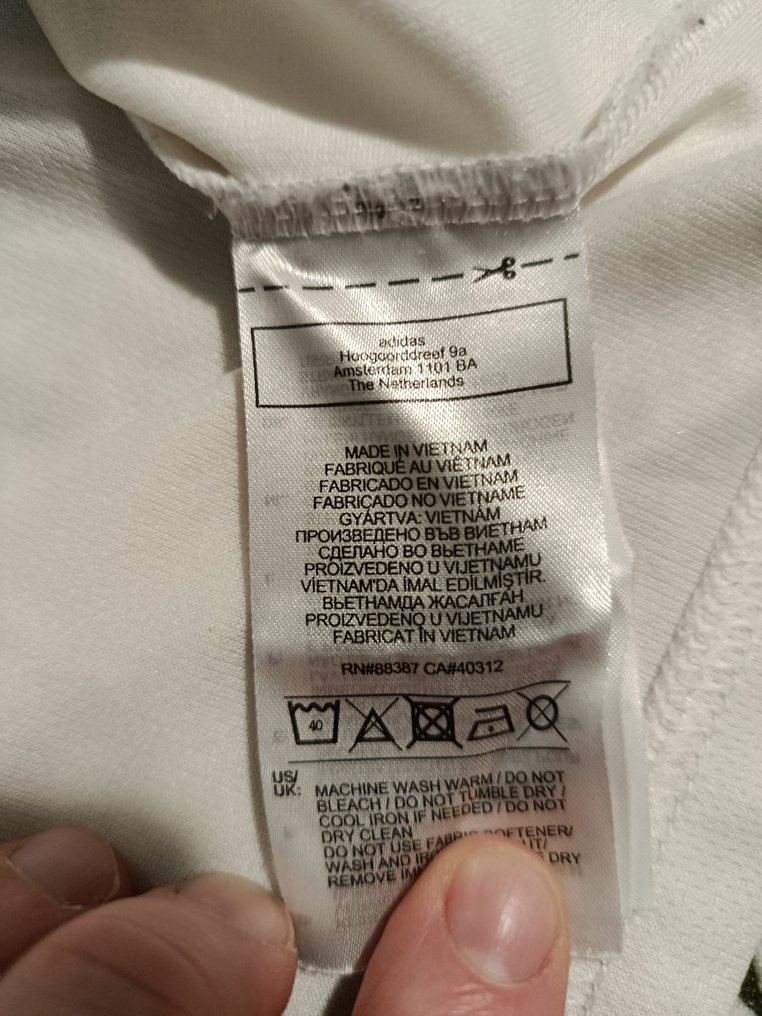 adidas
Hoogoorddreef 9a
Amsterdam 1101 BA
The Netherlands
MADE IN VIETNAM
FABRIQUÉ AU VIÊTNAM
FABRICADO EN VIETNAM
FABRICADO NO VIETNAME
GYÁRTVA: VIETNÁM
ПРОИЗВЕДЕНО ВЪВ ВИЕТНАМ
СДЕЛАНО ВО ВЬЕТНАМЕ
PROIZVEDENO U VIJETNAMU
VİETNAM'DA İMAL EDİLMİŞTİR.
ВЬЕТНАМДА ЖАСАЛҒАН
PROIZVEDENO U VIJETNAMU
FABRICAT ÎN VIETNAM
RN#88387 CA#40312
40
US/
UK: MACHINE WASH WARM / DO NOT
BLEACH / DO NOT TUMBLE DRY /
COOL IRON IF NEEDED / DO NOT
DRY CLEAN
DO NOT USE FABRIC SOFTENER/
WASH AND DRY
REMOVE